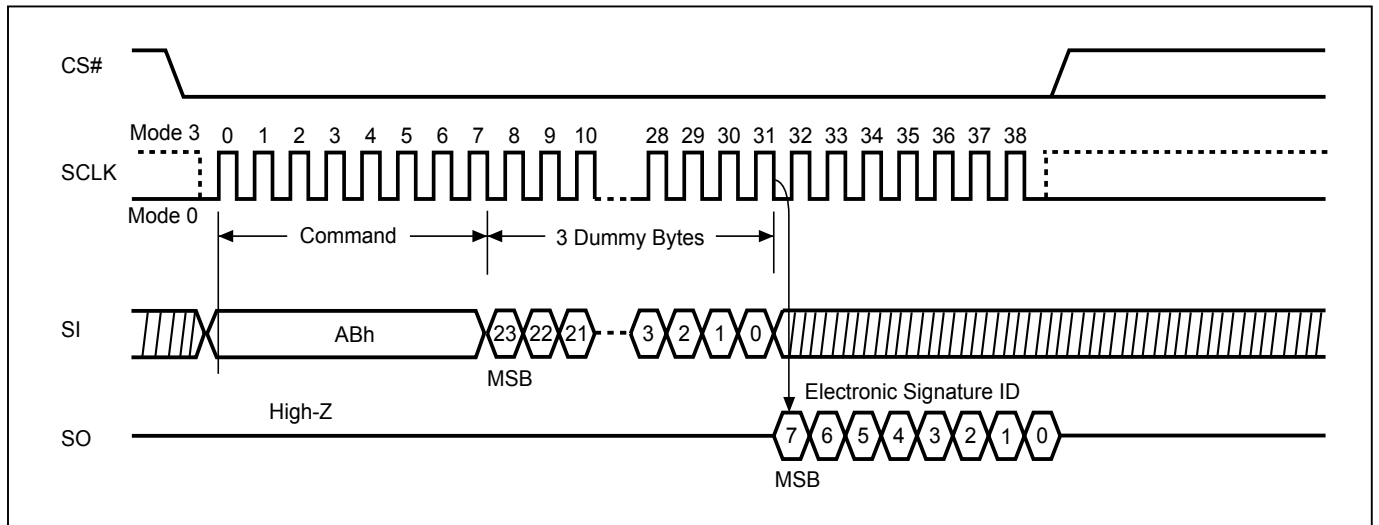 CS#
Mode 3 0 1 2 3 4 5 6 7 8 9 10 28 29 30 31 32 33 34 35 36 37 38
SCLK
Mode 0
Command 3 Dummy Bytes
SI ABh 23 22 21 3 2 1 0
MSB
Electronic Signature ID
High-Z
SO 7 6 5 4 3 2 1 0
MSB